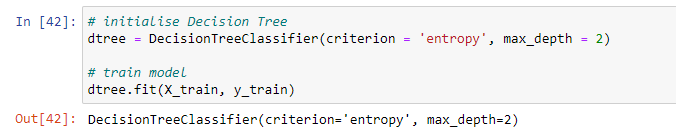 In [42]: # initialise Decision Tree
dtree = DecisionTreeClassifier(criterion = 'entropy', max_depth = 2)
# train model
dtree.fit(X_train, y_train)
Out[42]: DecisionTreeClassifier(criterion='entropy', max_depth=2)